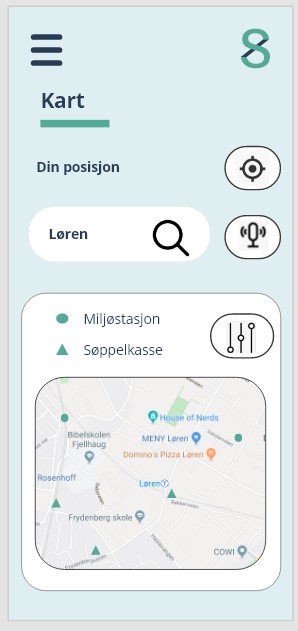 Kart
Din posisjon
Løren
Miljøstasjon
Søppelkasse
House of Nerds
Bibelskolen
Fjellhaug
MENY Løren
Domino's Pizza Løren
Rosenhoff
Løren
Frydenberg skole
COWI